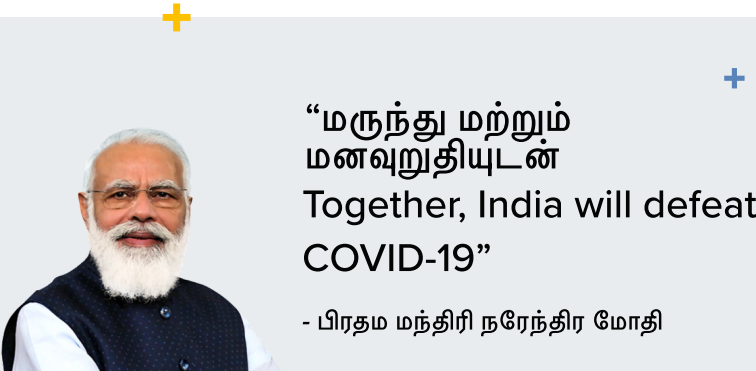 “மருந்து மற்றும்
மனவுறுதியுடன்
Together, India will defeat
COVID-19”
- பிரதம மந்திரி நரேந்திர மோதி